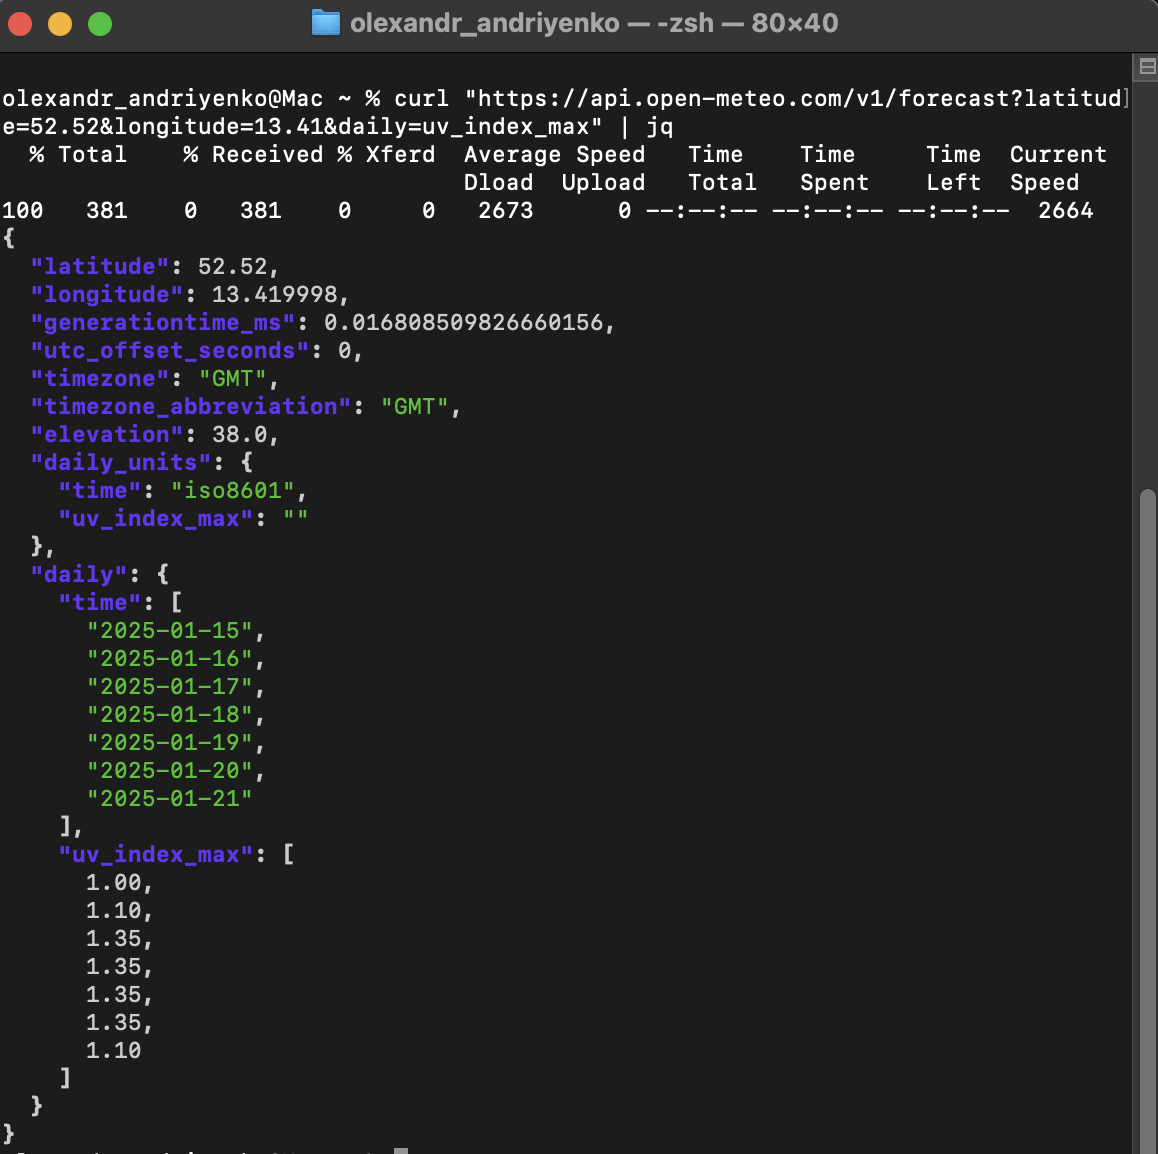 olexandr_andriyenko — -zsh — 80×40
olexandr_andriyenko@Mac ~ % curl "https://api.open-meteo.com/v1/forecast?latitud
e=52.52&longitude=13.41&daily=uv_index_max" | jq
  % Total    % Received % Xferd  Average Speed   Time    Time     Time  Current
                                 Dload  Upload   Total   Spent    Left  Speed
100   381    0   381    0     0   2673      0 --:--:-- --:--:-- --:--:--  2664
{
  "latitude": 52.52,
  "longitude": 13.419998,
  "generationtime_ms": 0.016808509826660156,
  "utc_offset_seconds": 0,
  "timezone": "GMT",
  "timezone_abbreviation": "GMT",
  "elevation": 38.0,
  "daily_units": {
    "time": "iso8601",
    "uv_index_max": ""
  },
  "daily": {
    "time": [
      "2025-01-15",
      "2025-01-16",
      "2025-01-17",
      "2025-01-18",
      "2025-01-19",
      "2025-01-20",
      "2025-01-21"
    ],
    "uv_index_max": [
      1.00,
      1.10,
      1.35,
      1.35,
      1.35,
      1.35,
      1.10
    ]
  }
}